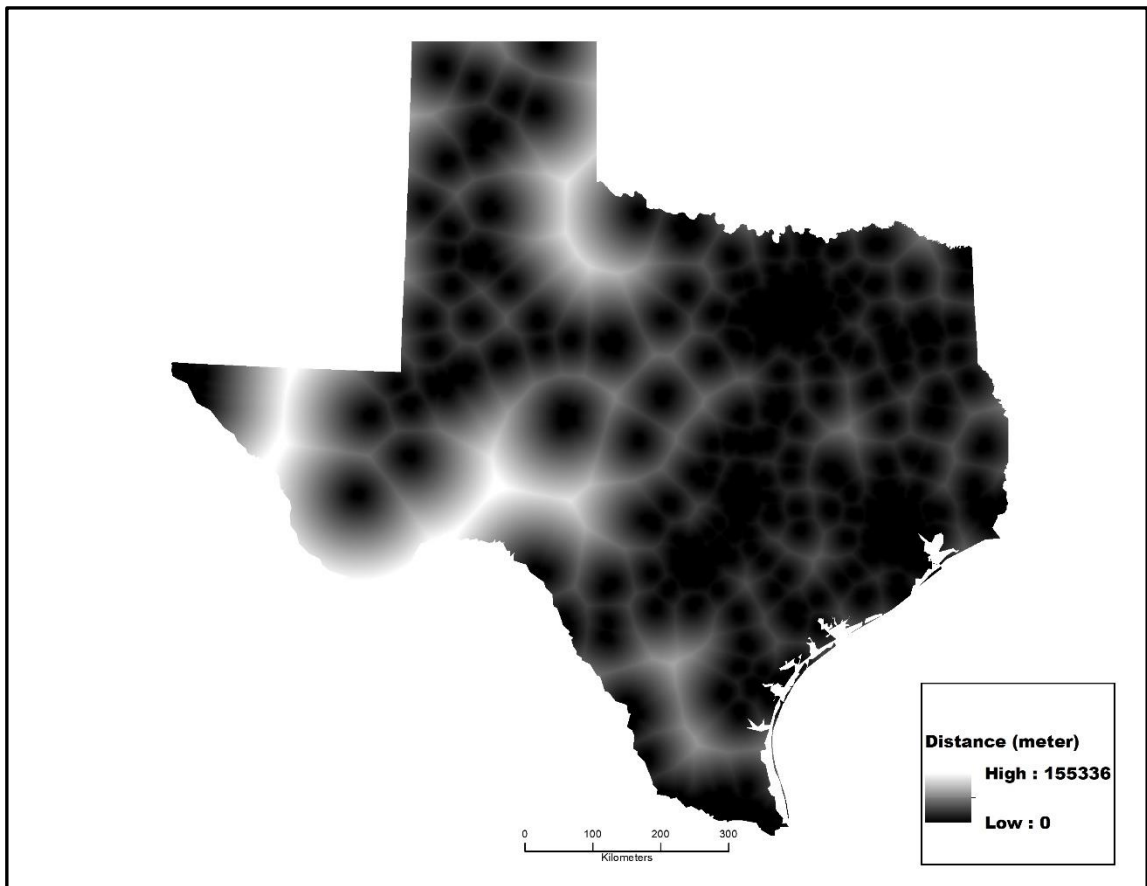 Distance (meter)
High : 155336
Low : 0
0 100 200 300
Kilometers